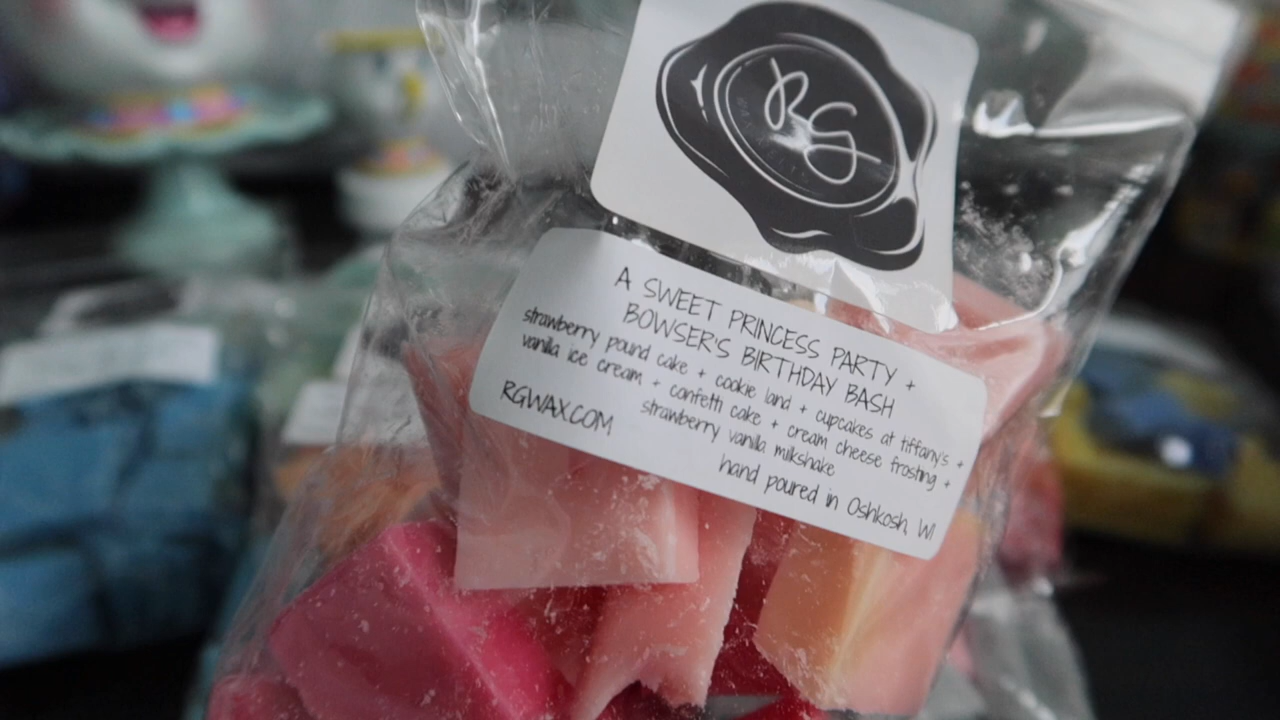 RG
A SWEET PRINCESS PARTY +
BOWSER'S BIRTHDAY BASH
strawberry pound cake + cookie land + cupcakes at tiffany's +
vanilla ice cream + confetti cake + cream cheese frosting +
strawberry vanilla milkshake
RGWAX.COM
hand poured in Oshkosh, WI